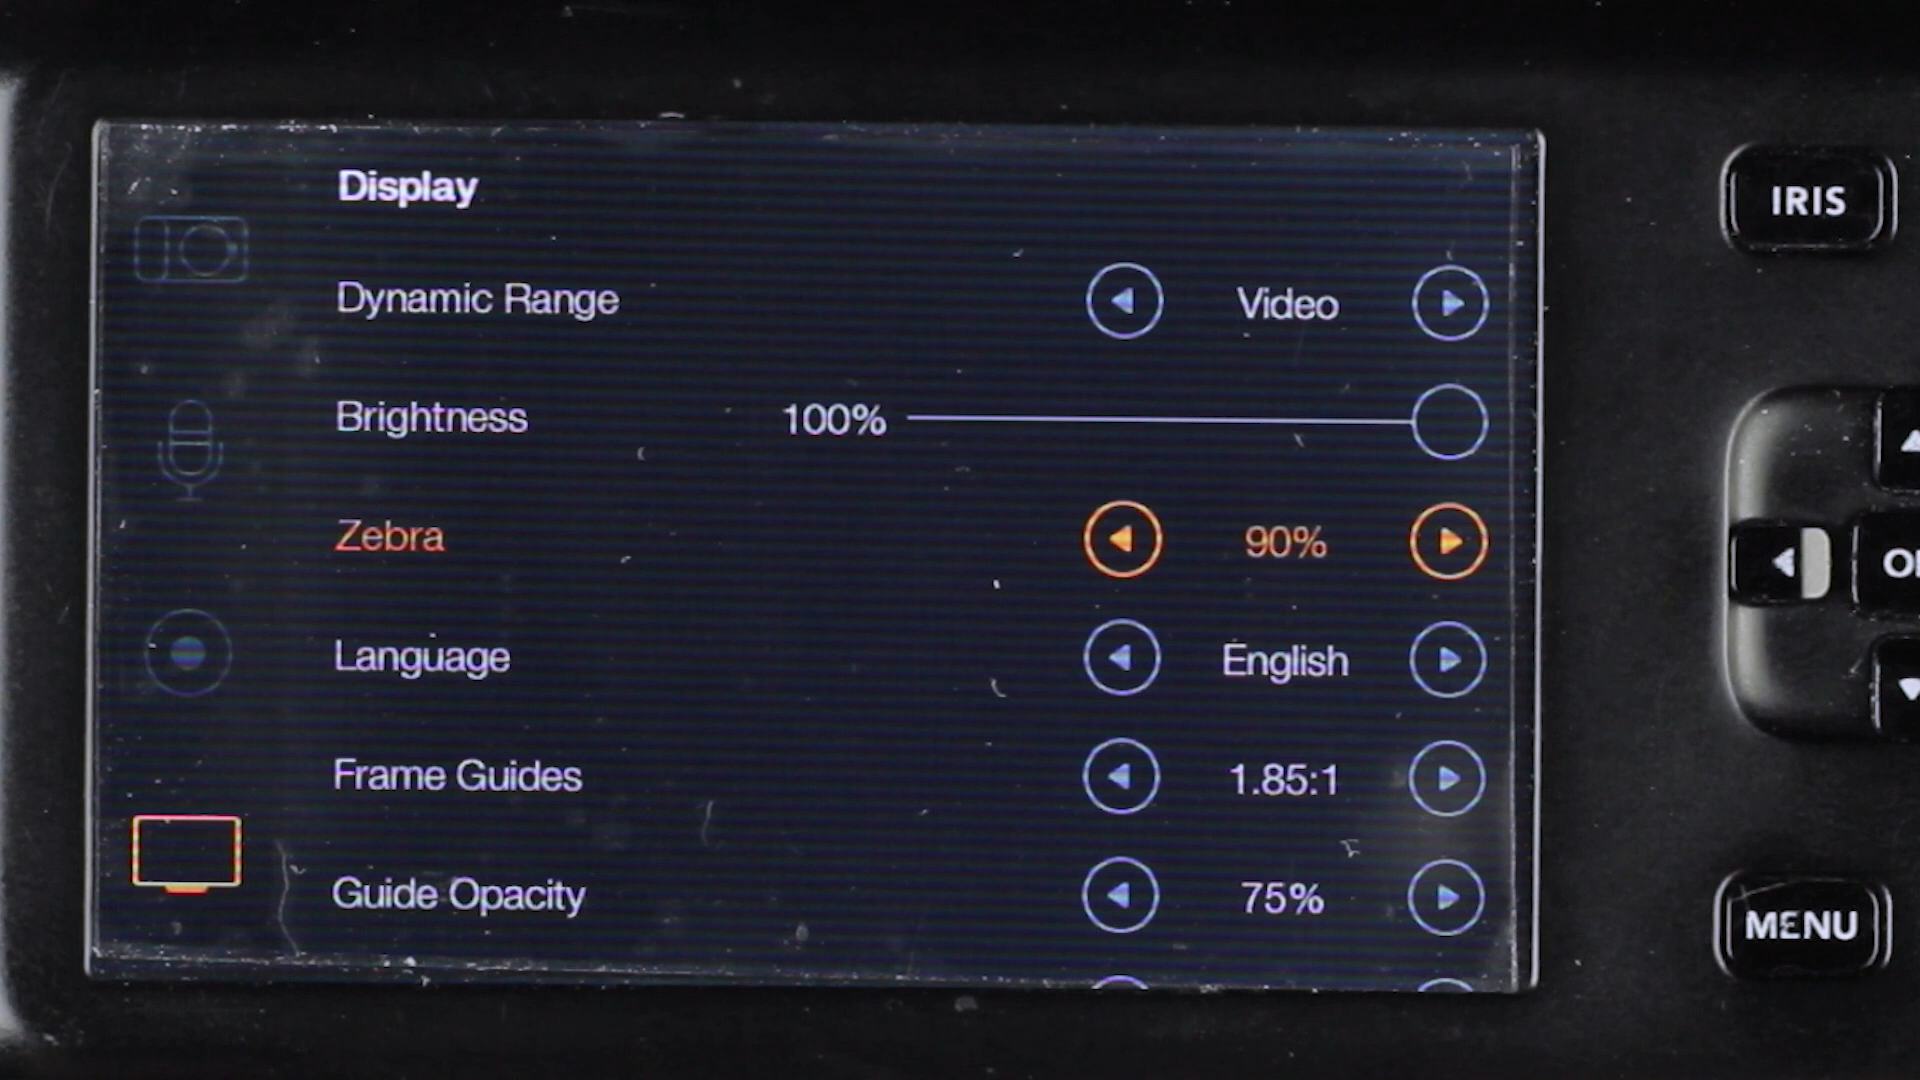 Display
Dynamic Range Video
Brightness 100%
Zebra 90%
Language English
Frame Guides 1.85:1
Guide Opacity 75%
IRIS
MENU